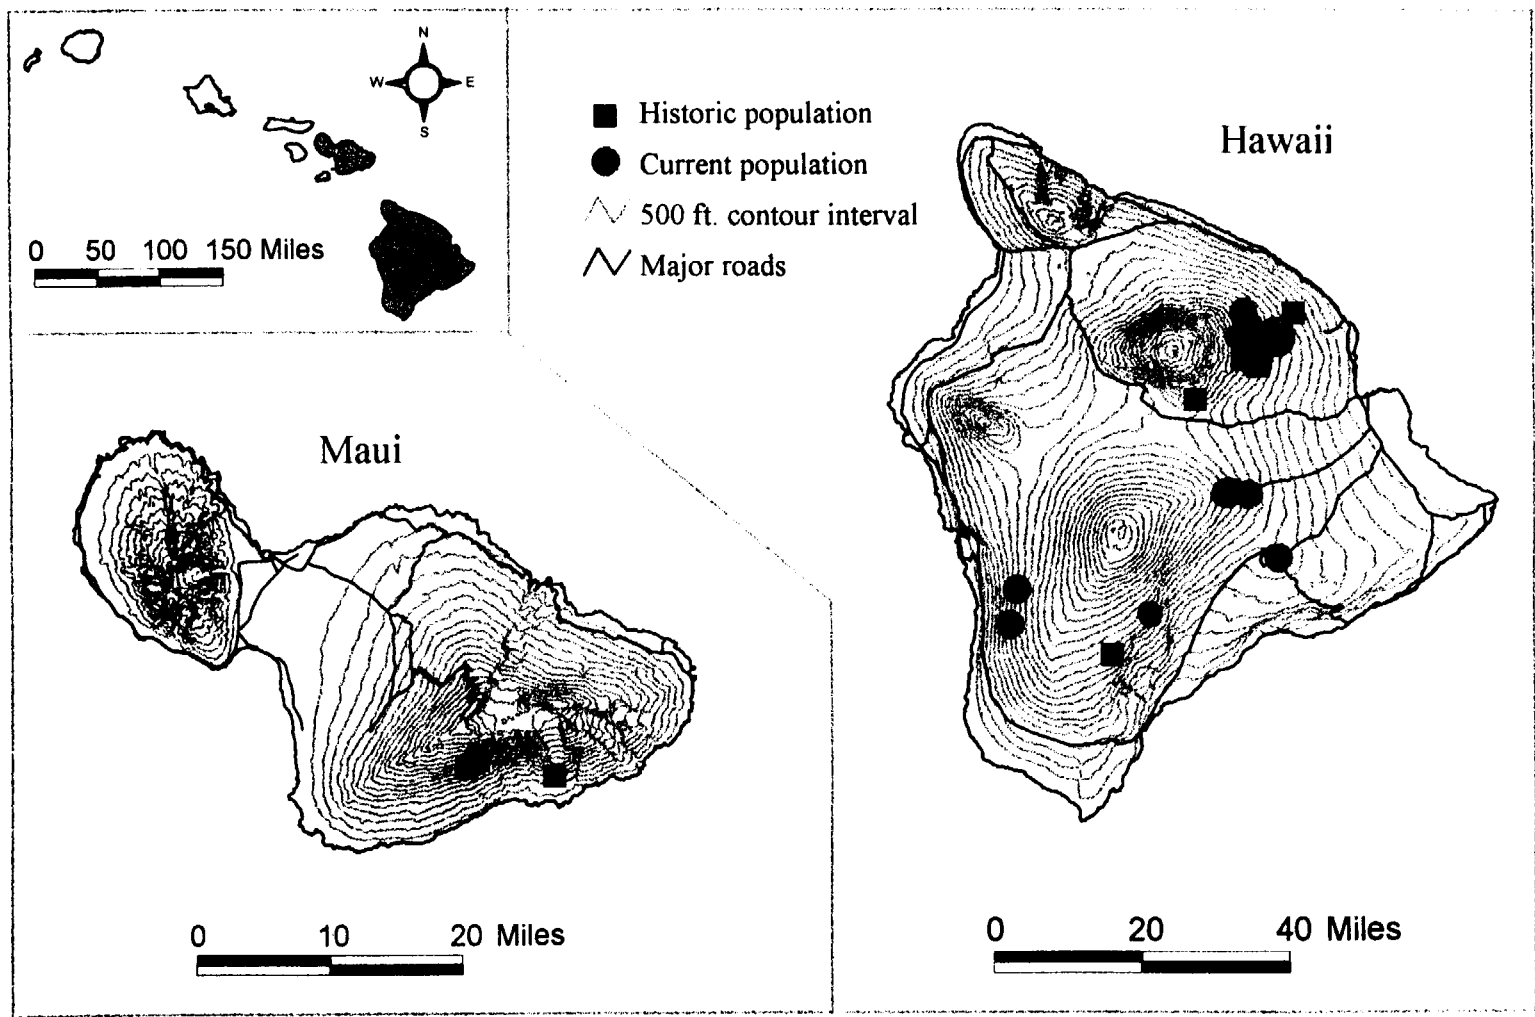 N
W E
S
0 50 100 150 Miles
Historic population
Current population
500 ft. contour interval
Major roads
Hawaii
Maui
0 10 20 Miles
0 20 40 Miles